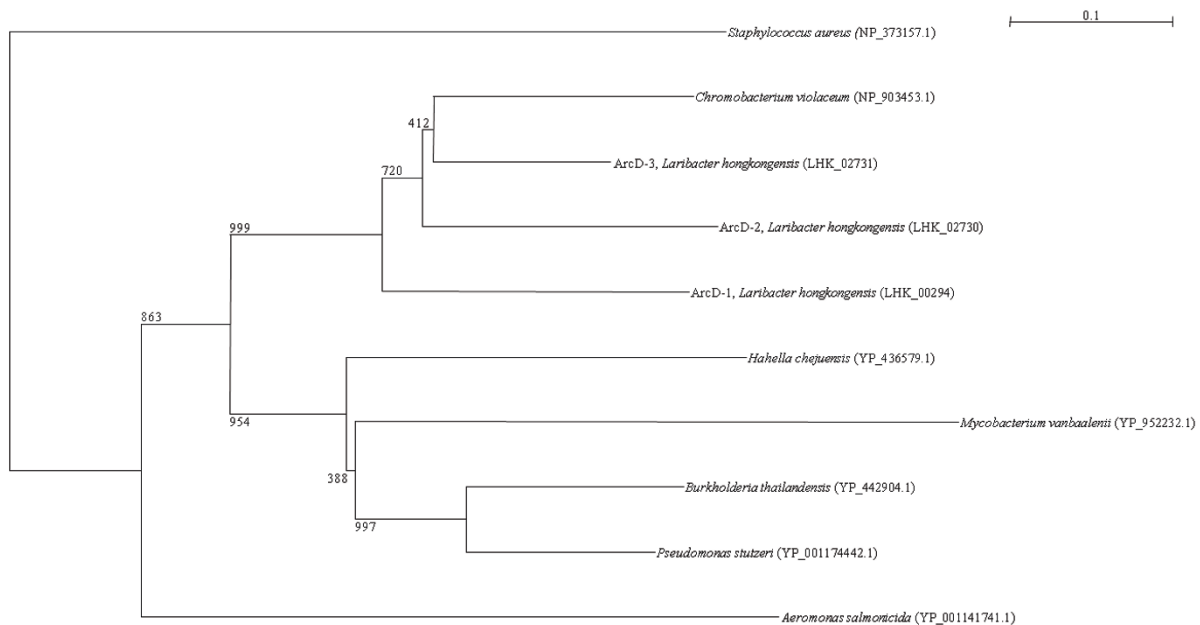 0.1
Staphylococcus aureus (NP_373157.1)
Chromobacterium violaceum (NP_903453.1)
412
ArcD-3, Laribacter hongkongensis (LHK_02731)
720
ArcD-2, Laribacter hongkongensis (LHK_02730)
999
ArcD-1, Laribacter hongkongensis (LHK_00294)
863
Hahella chejuensis (YP_436579.1)
954
Mycobacterium vanbaalenii (YP_952232.1)
388
Burkholderia thailandensis (YP_442904.1)
997
Pseudomonas stutzeri (YP_001174442.1)
Aeromonas salmonicida (YP_001141741.1)